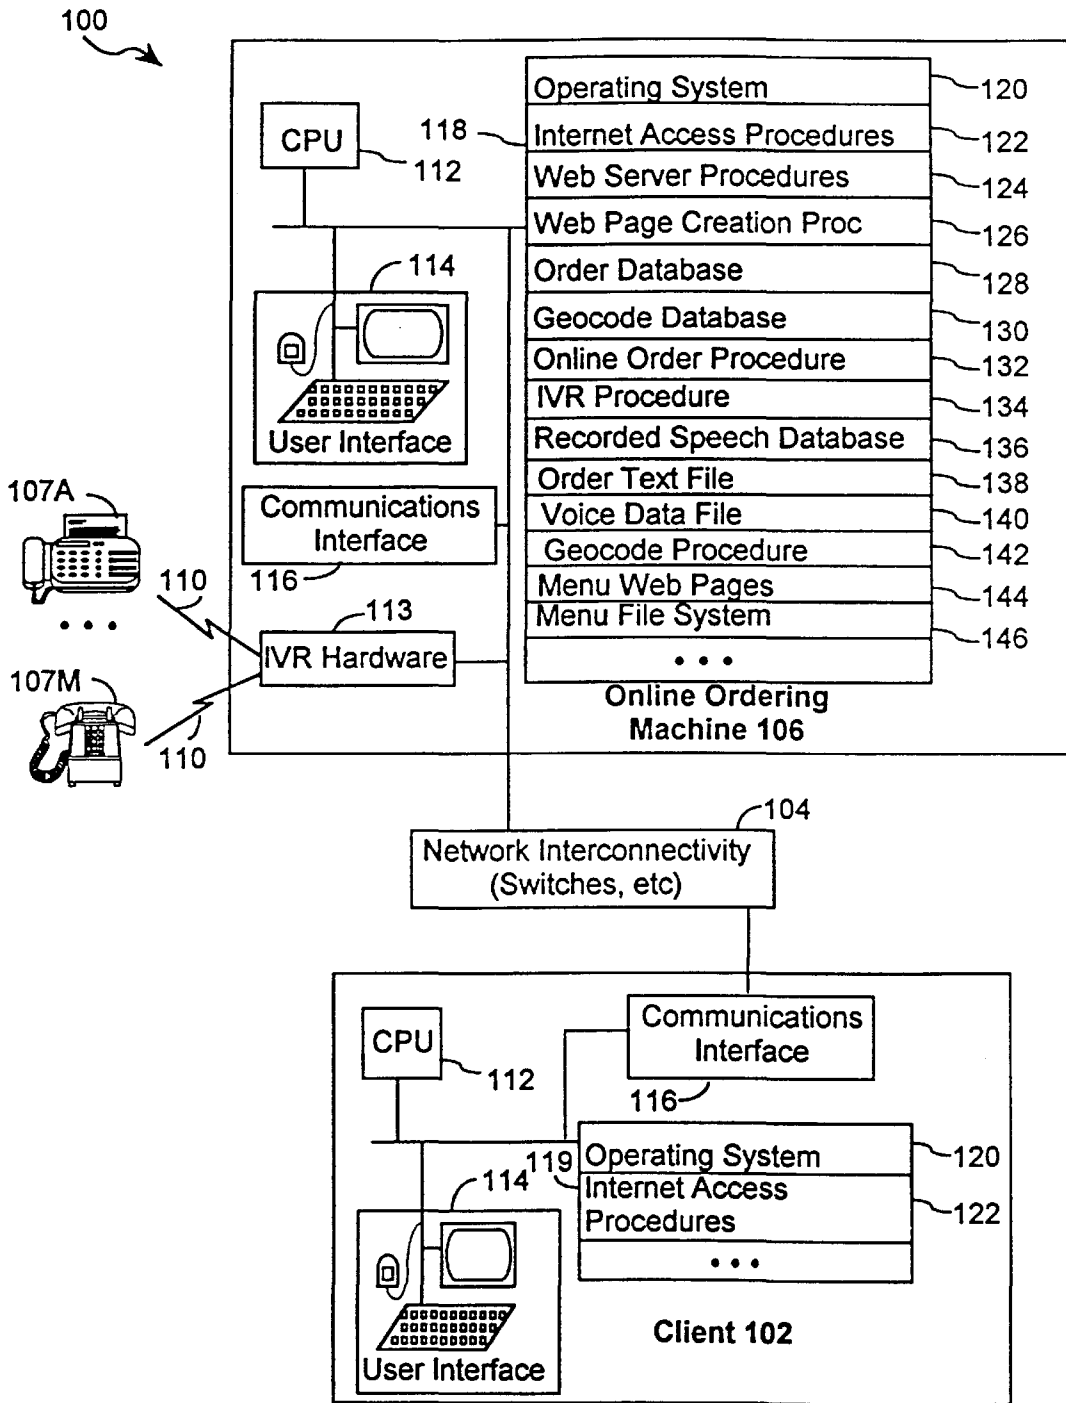 100
CPU
112
118
Operating System
120
Internet Access Procedures
122
Web Server Procedures
124
Web Page Creation Proc
126
Order Database
128
Geocode Database
130
Online Order Procedure
132
IVR Procedure
134
Recorded Speech Database
136
Order Text File
138
Voice Data File
140
Geocode Procedure
142
Menu Web Pages
144
Menu File System
146
• • •
Online Ordering
Machine 106
114
User Interface
Communications
Interface
116
113
IVR Hardware
107A
110
• • •
107M
110
104
Network Interconnectivity
(Switches, etc)
CPU
112
Communications
Interface
116
119
Operating System
120
Internet Access
Procedures
122
• • •
114
User Interface
Client 102